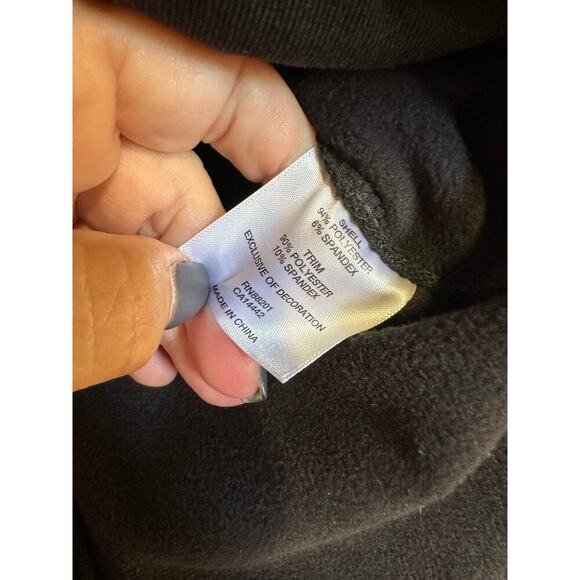 SHELL
94% POLYESTER
6% SPANDEX
TRIM
90% POLYESTER
10% SPANDEX
EXCLUSIVE OF DECORATION
RN88201
CA14442
MADE IN CHINA